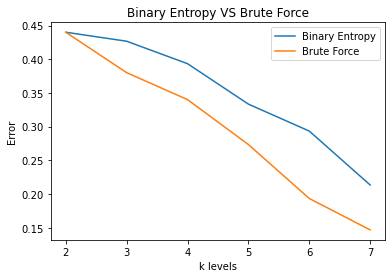 Binary Entropy VS Brute Force
Binary Entropy
Brute Force
Error
0.45
0.40
0.35
0.30
0.25
0.20
0.15
2 3 4 5 6 7
k levels